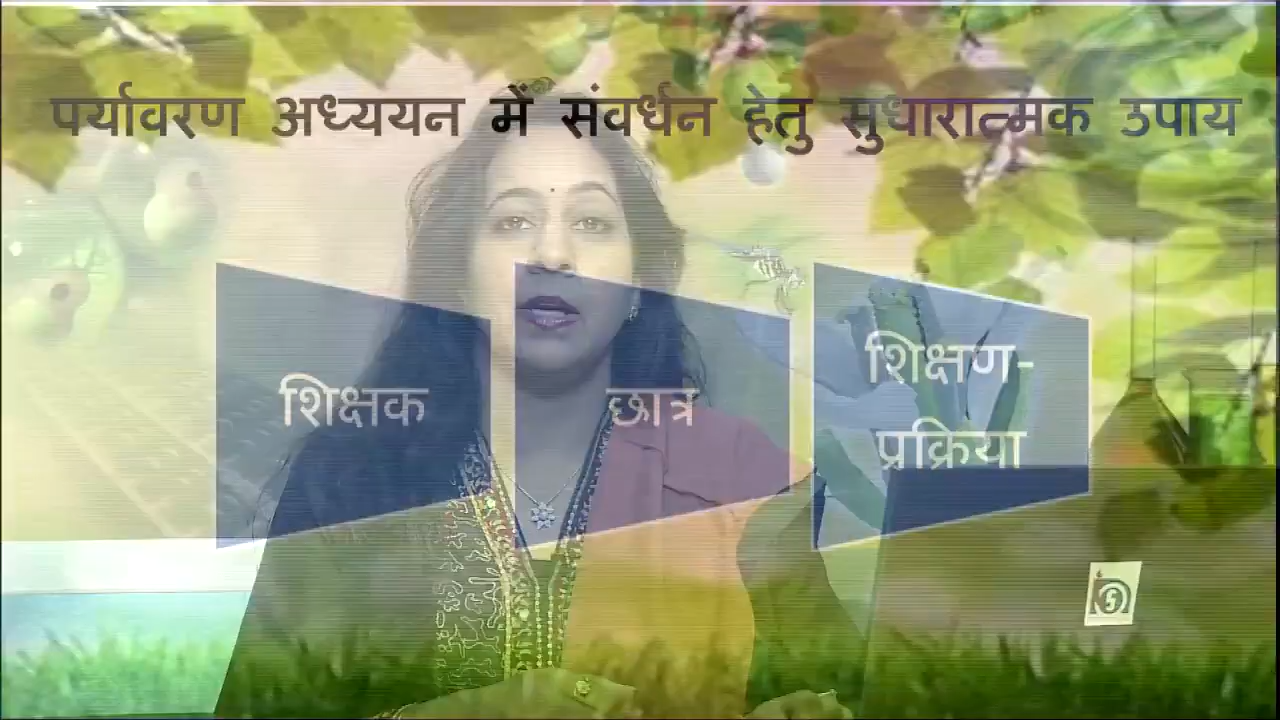 पर्यावरण अध्ययन में संवर्धन हेतु सुधारात्मक उपाय
शिक्षक
छात्र
शिक्षण-
प्रक्रिया